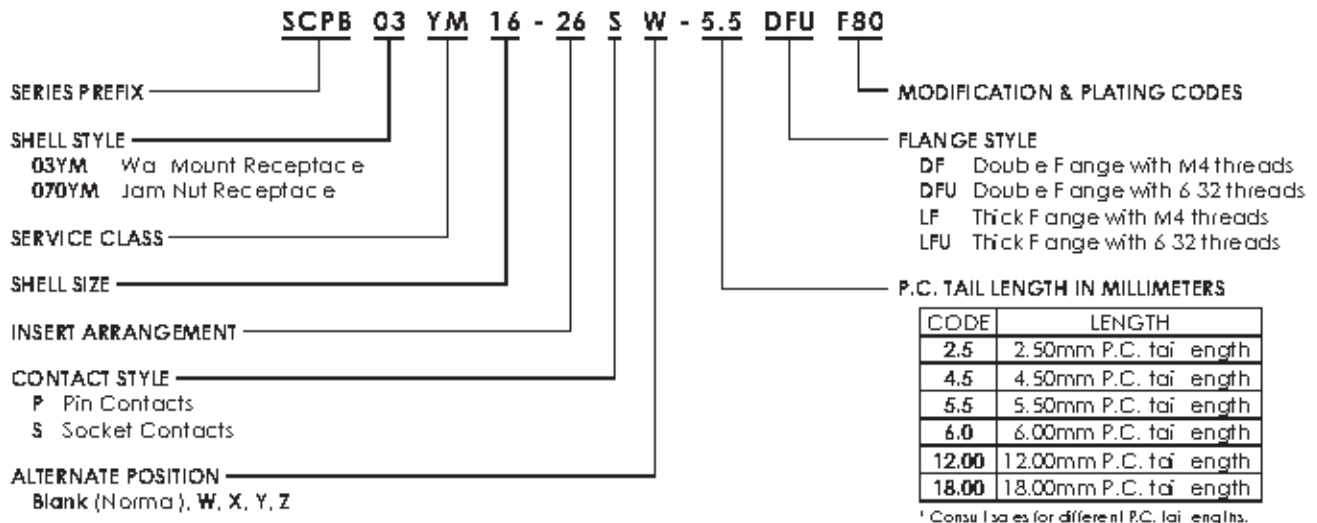 SCPB 03 YM 16 - 26 S W - 5.5 DFU F80
SERIES PREFIX
SHELL STYLE
03YM Wa Mount Receptac e
070YM Jam Nut Receptac e
SERVICE CLASS
SHELL SIZE
INSERT ARRANGEMENT
CONTACT STYLE
P Pin Contacts
S Socket Contacts
ALTERNATE POSITION
Blank (Norma ), W, X, Y, Z
MODIFICATION & PLATING CODES
FLANGE STYLE
DF Doub e F ange with M4 threads
DFU Doub e F ange with 6 32 threads
LF Thick F ange with M4 threads
LFU Thick F ange with 6 32 threads
P.C. TAIL LENGTH IN MILLIMETERS
CODE LENGTH
2.5 2.50mm P.C. tai ength
4.5 4.50mm P.C. tai ength
5.5 5.50mm P.C. tai ength
6.0 6.00mm P.C. tai ength
12.00 12.00mm P.C. tai ength
18.00 18.00mm P.C. tai ength
' Consu t sa es for different P.C. tai engths.